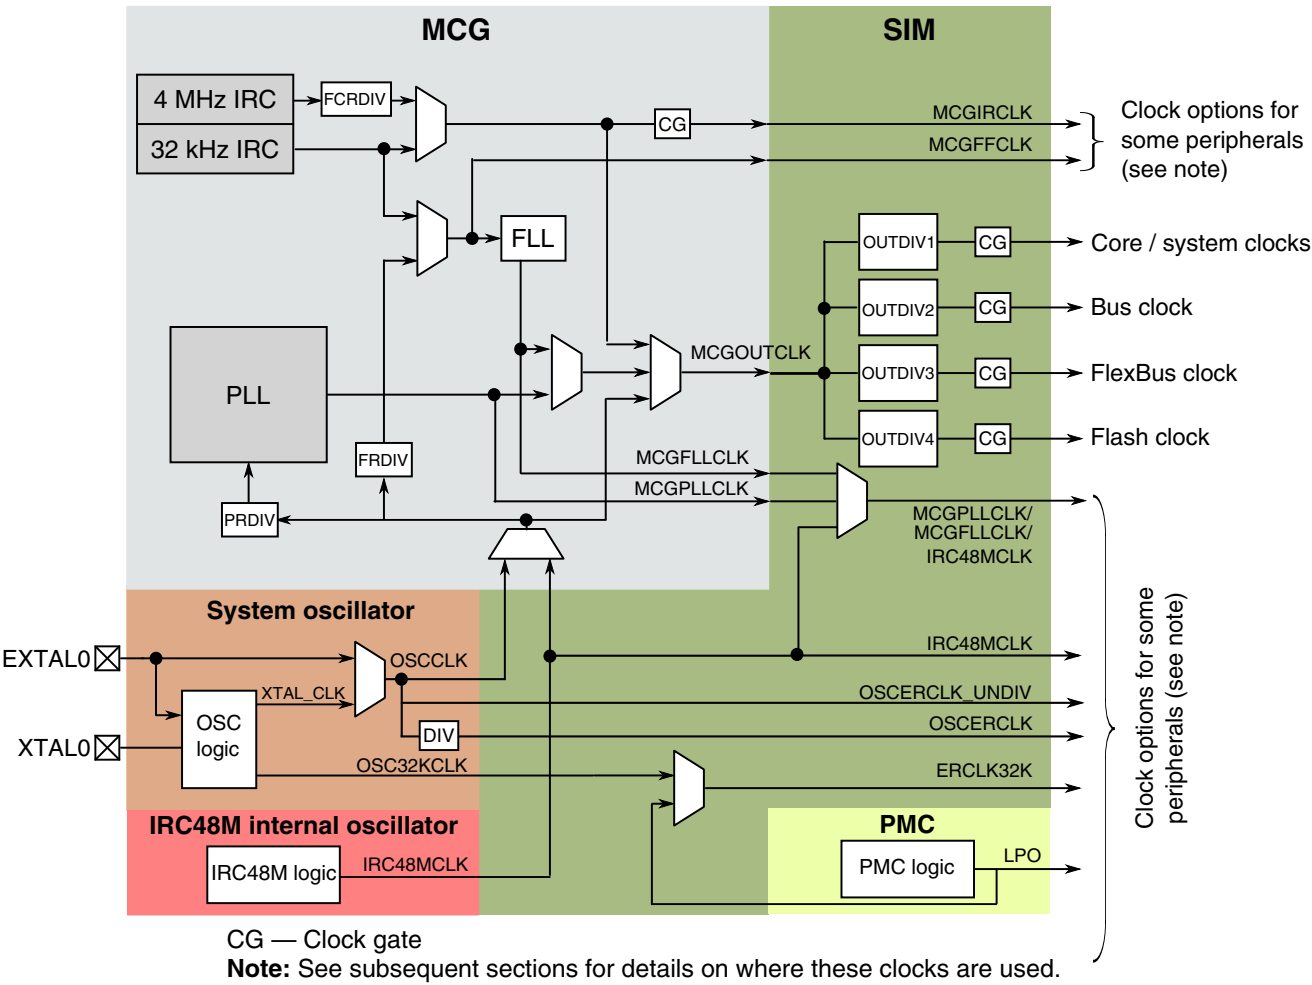 MCG
SIM
4 MHz IRC
FCRDIV
32 kHz IRC
CG
MCGIRCLK
MCGFFCLK
Clock options for
some peripherals
(see note)
FLL
OUTDIV1
CG
Core / system clocks
OUTDIV2
CG
Bus clock
PLL
MCGOUTCLK
OUTDIV3
CG
FlexBus clock
OUTDIV4
CG
Flash clock
FRDIV
MCGFLLCLK
MCGPLLCLK
PRDIV
MCGPLLCLK/
MCGFLLCLK/
IRC48MCLK
System oscillator
EXTAL0
OSCCLK
IRC48MCLK
XTAL_CLK
OSCERCLK_UNDIV
OSC
logic
XTAL0
DIV
OSCERCLK
OSC32KCLK
ERCLK32K
Clock options for some
peripherals (see note)
IRC48M internal oscillator
IRC48M logic
IRC48MCLK
PMC
PMC logic
LPO
CG — Clock gate
Note: See subsequent sections for details on where these clocks are used.